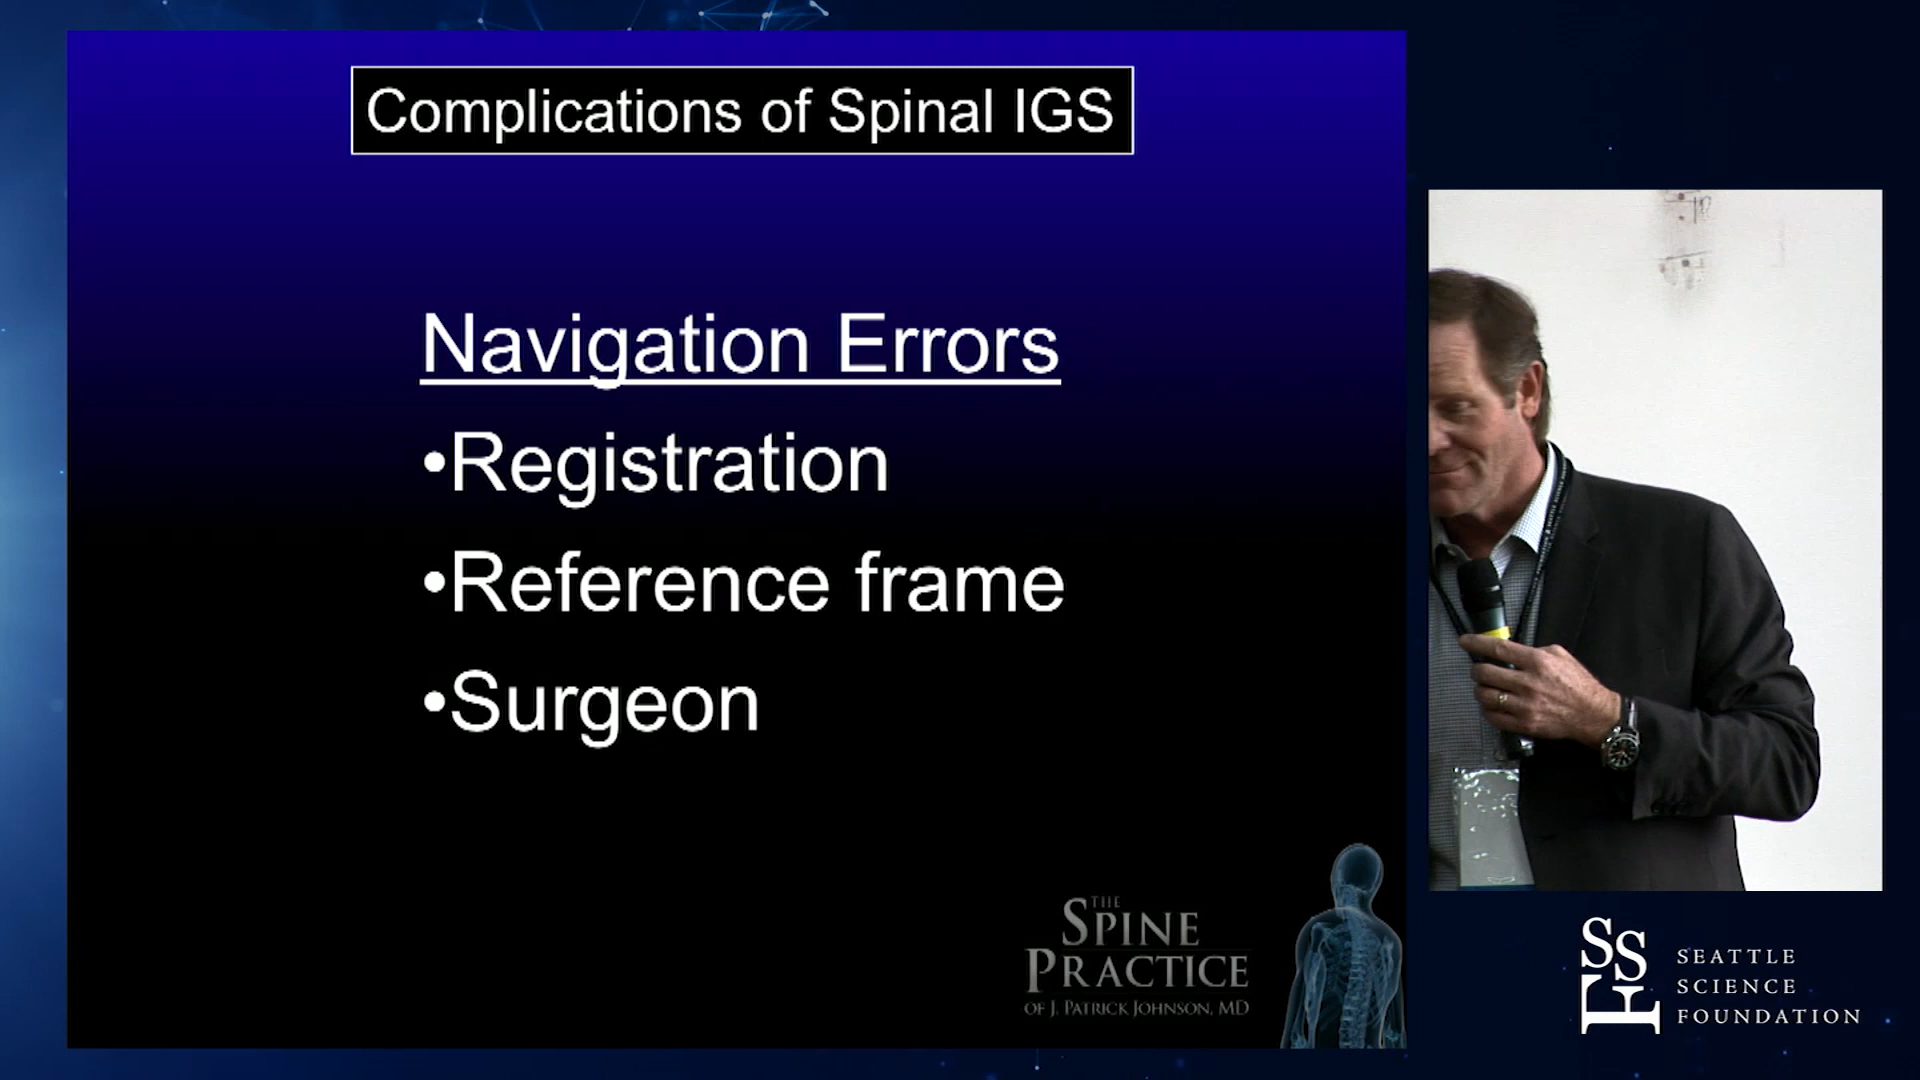 Complications of Spinal IGS
Navigation Errors
•Registration
•Reference frame
•Surgeon
THE
SPINE
PRACTICE
OF J. PATRICK JOHNSON, MD
SSF
SEATTLE
SCIENCE
FOUNDATION